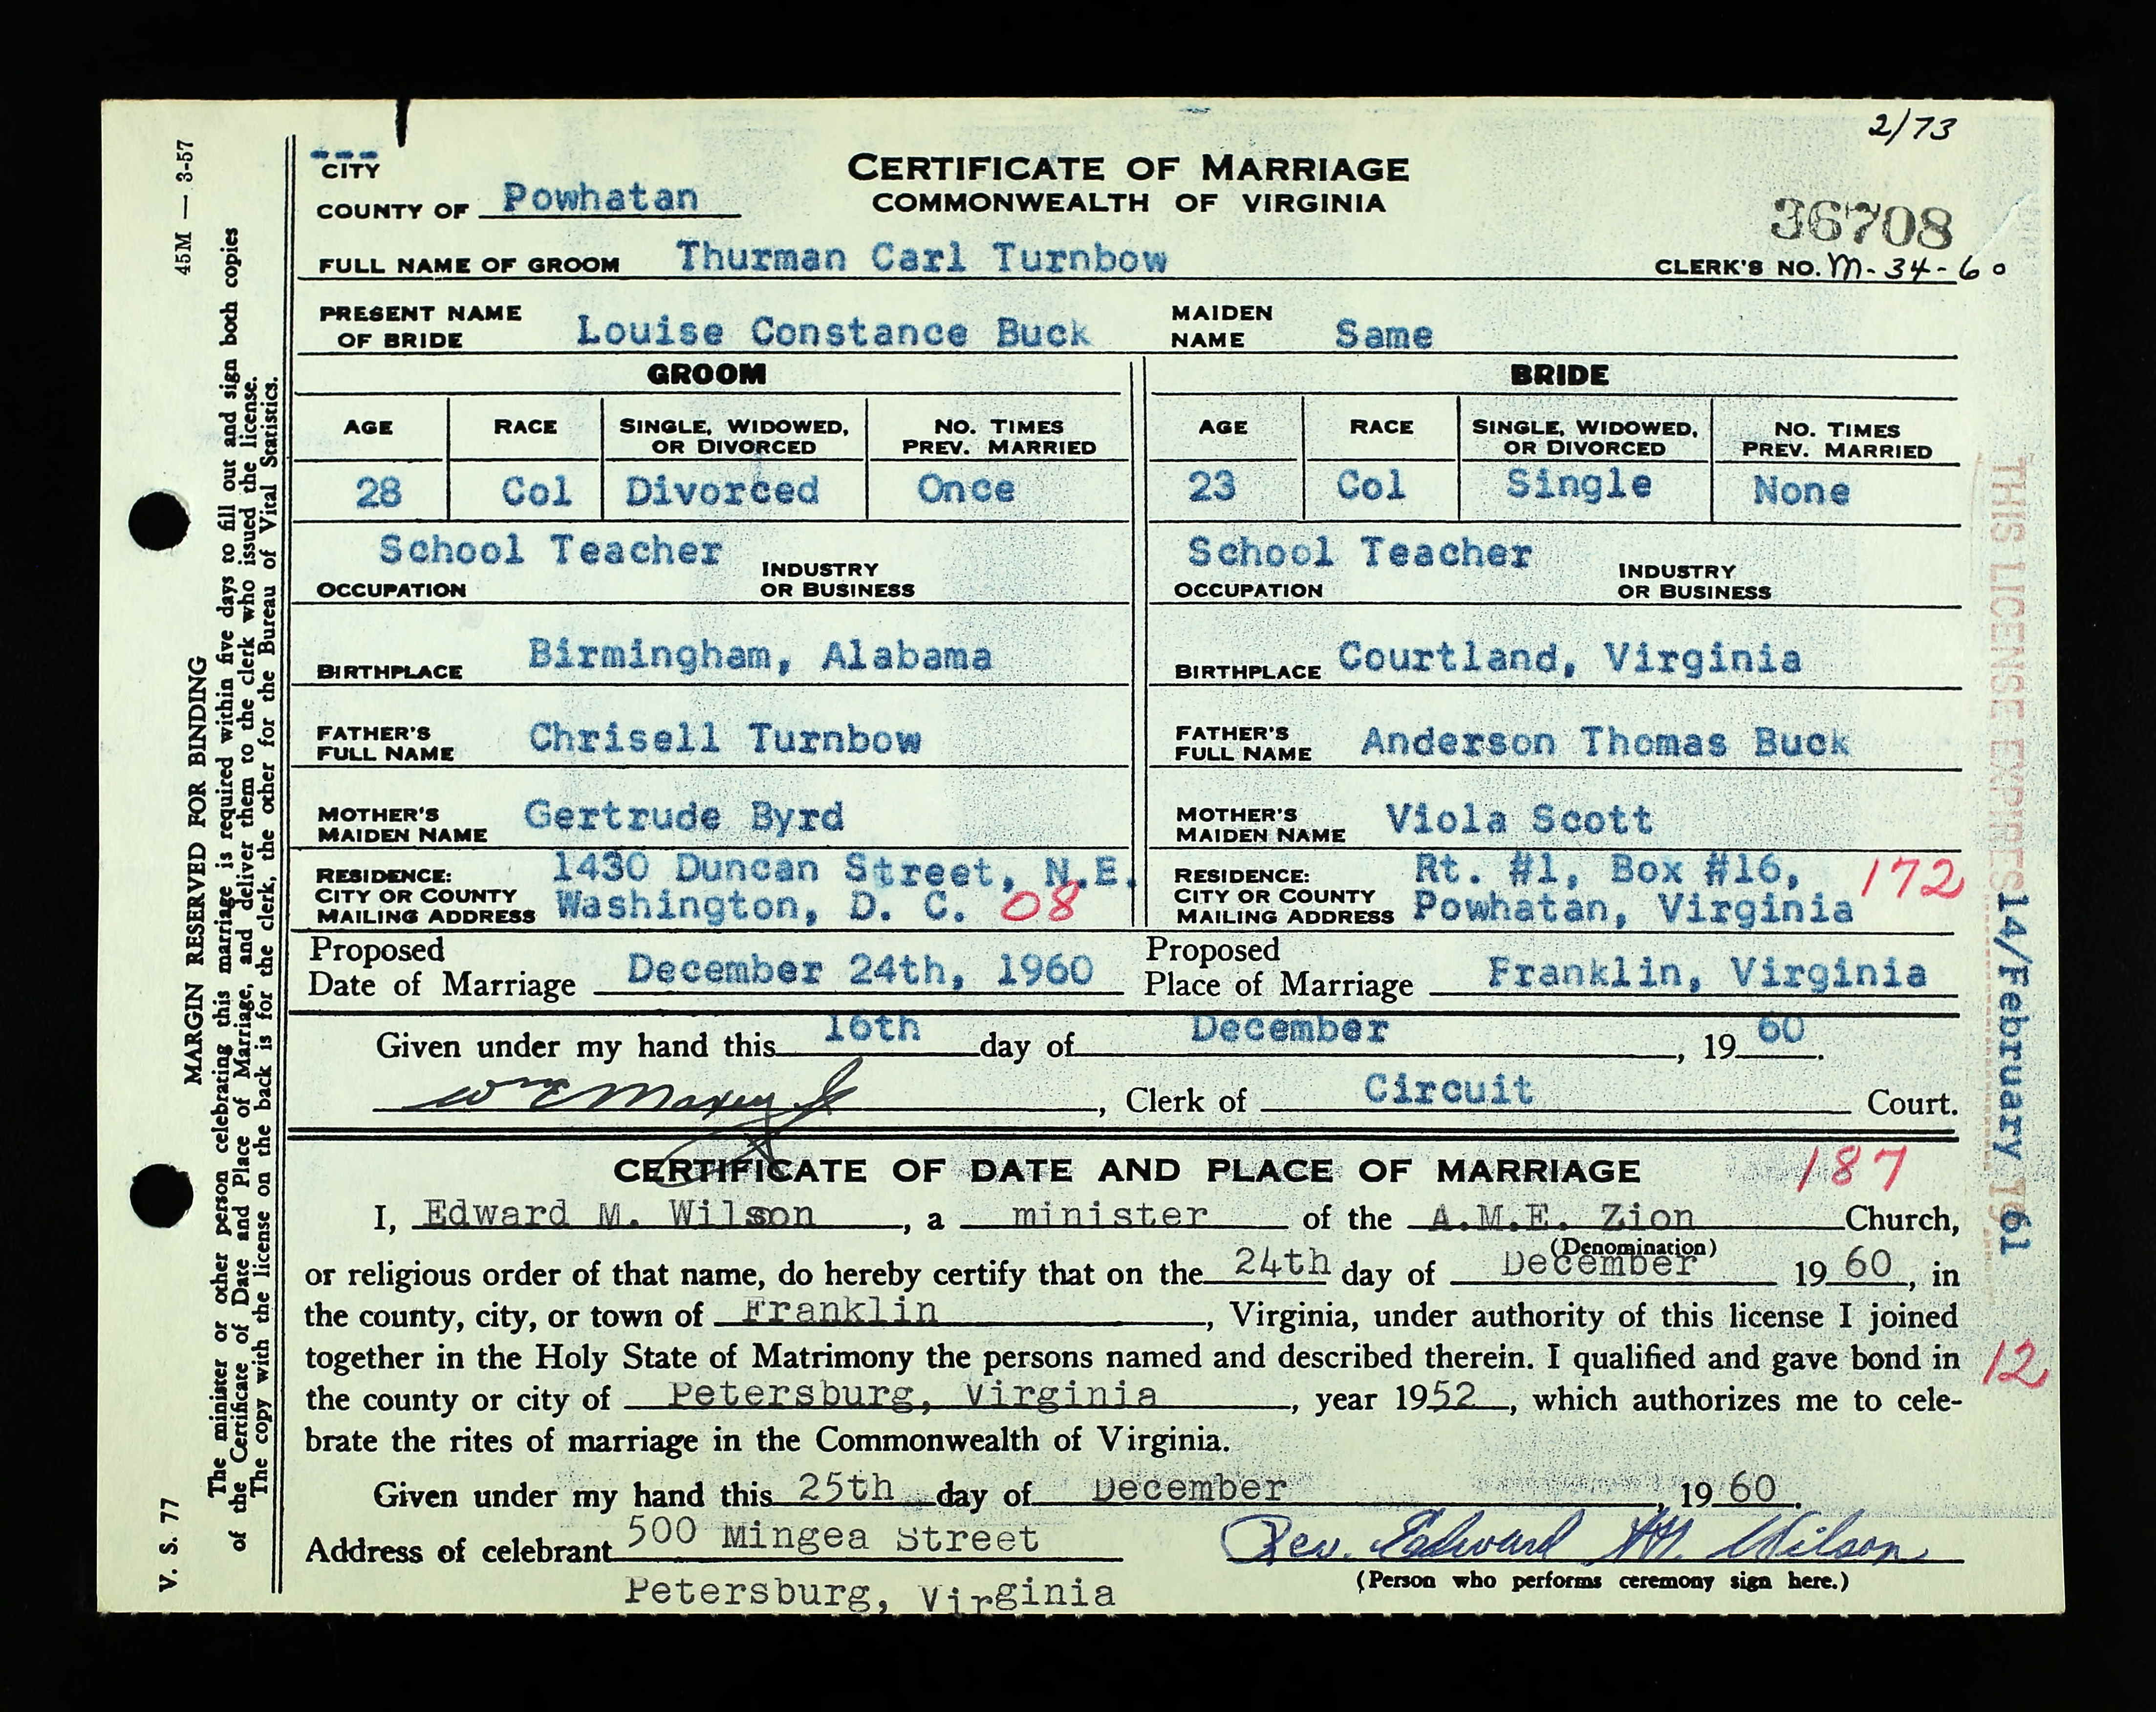 2/73
---
CITY
COUNTY OF Powhatan
CERTIFICATE OF MARRIAGE
COMMONWEALTH OF VIRGINIA
36708
FULL NAME OF GROOM Thurman Carl Turnbow
CLERK'S NO. M-34-60
PRESENT NAME OF BRIDE Louise Constance Buck MAIDEN NAME Same
GROOM BRIDE
AGE RACE SINGLE, WIDOWED, OR DIVORCED NO. TIMES PREV. MARRIED AGE RACE SINGLE, WIDOWED, OR DIVORCED NO. TIMES PREV. MARRIED
28 Col Divorced Once 23 Col Single None
School Teacher School Teacher
OCCUPATION INDUSTRY OR BUSINESS OCCUPATION INDUSTRY OR BUSINESS
BIRTHPLACE Birmingham, Alabama BIRTHPLACE Courtland, Virginia
FATHER'S FULL NAME Chrisell Turnbow FATHER'S FULL NAME Anderson Thomas Buck
MOTHER'S MAIDEN NAME Gertrude Byrd MOTHER'S MAIDEN NAME Viola Scott
RESIDENCE: CITY OR COUNTY MAILING ADDRESS 1430 Duncan Street, N.E. Washington, D. C. 08
RESIDENCE: CITY OR COUNTY MAILING ADDRESS Rt. #1, Box #16, Powhatan, Virginia 172
Proposed Date of Marriage December 24th, 1960 Proposed Place of Marriage Franklin, Virginia
Given under my hand this 16th day of December, 19 60.
Wm E Maxey Jr, Clerk of Circuit Court.
CERTIFICATE OF DATE AND PLACE OF MARRIAGE 187
I, Edward M. Wilson, a minister of the A.M.E. Zion Church,
(Denomination)
or religious order of that name, do hereby certify that on the 24th day of December 19 60, in
the county, city, or town of Franklin, Virginia, under authority of this license I joined
together in the Holy State of Matrimony the persons named and described therein. I qualified and gave bond in 12
the county or city of Petersburg, Virginia, year 1952, which authorizes me to cele-
brate the rites of marriage in the Commonwealth of Virginia.
Given under my hand this 25th day of December, 19 60.
Address of celebrant 500 Mingea Street
Petersburg, Virginia
Rev. Edward M. Wilson
(Person who performs ceremony sign here.)
45M — 3-57
MARGIN RESERVED FOR BINDING
V. S. 77
The minister or other person celebrating this marriage is required within five days to fill out and sign both copies
of the Certificate of Date and Place of Marriage, and deliver them to the clerk who issued the license.
The copy with the license on the back is for the clerk, the other for the Bureau of Vital Statistics.
THIS LICENSE EXPIRES 14/February 1961